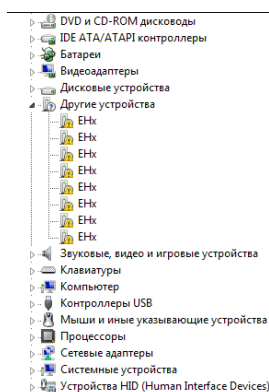 DVD и CD-ROM дисководы
IDE ATA/ATAPI контроллеры
Батареи
Видеоадаптеры
Дисковые устройства
Другие устройства
EHx
EHx
EHx
EHx
EHx
EHx
EHx
EHx
Звуковые, видео и игровые устройства
Клавиатуры
Компьютер
Контроллеры USB
Мыши и иные указывающие устройства
Процессоры
Сетевые адаптеры
Системные устройства
Устройства HID (Human Interface Devices)